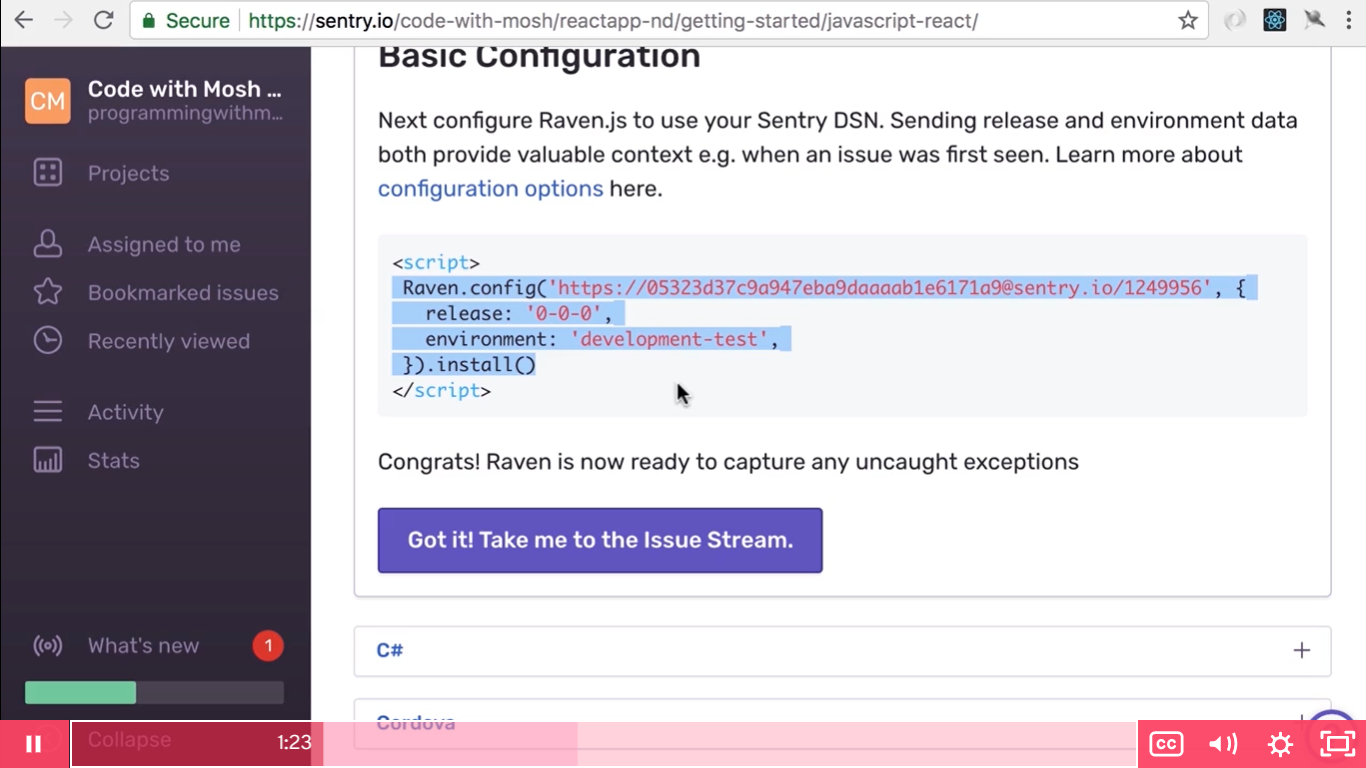 Secure
https://sentry.io/code-with-mosh/reactapp-nd/getting-started/javascript-react/
CM
Code with Mosh ...
programmingwithm...
Projects
Assigned to me
Bookmarked issues
Recently viewed
Activity
Stats
What's new
1
Collapse
Basic Configuration
Next configure Raven.js to use your Sentry DSN. Sending release and environment data
both provide valuable context e.g. when an issue was first seen. Learn more about
configuration options here.
<script>
Raven.config('https://05323d37c9a947eba9daaaab1e6171a9@sentry.io/1249956', {
release: '0-0-0',
environment: 'development-test',
}).install()
</script>
Congrats! Raven is now ready to capture any uncaught exceptions
Got it! Take me to the Issue Stream.
C#
Cordova
1:23
CC